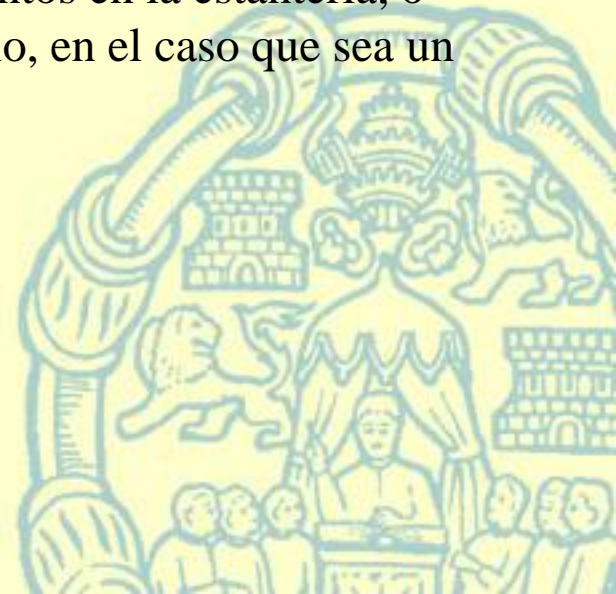 en la estantería, o
en el caso que sea un